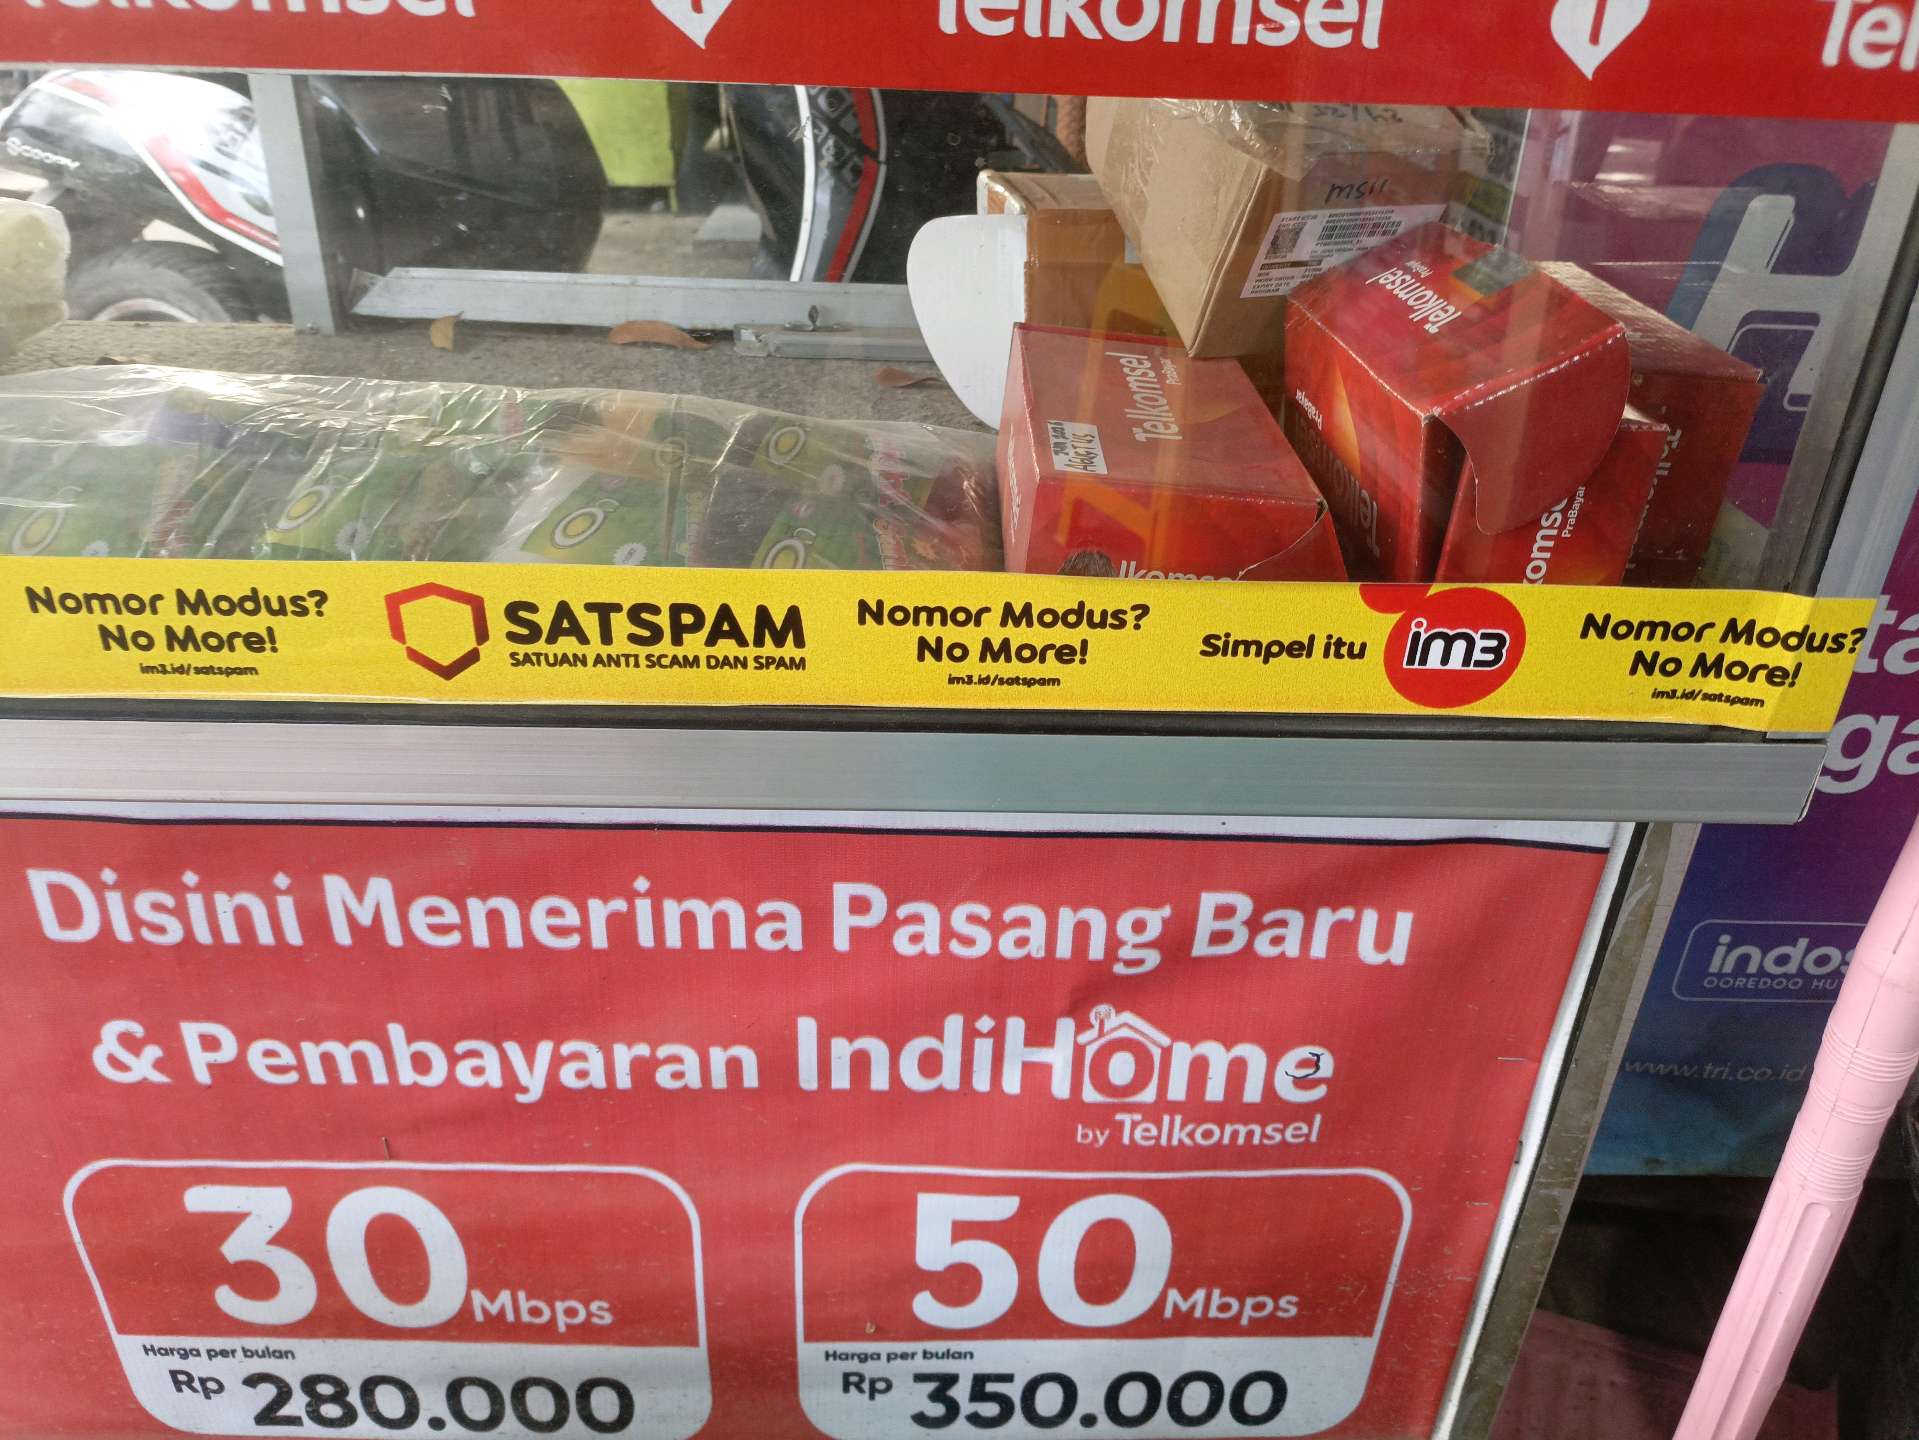 Telkomsel
SCOOPY
Telkomsel
PraBayar
Telkomsel
PraBayar
PraBayar
Nomor Modus?
No More!
im3.id/satspam
SATSPAM
SATUAN ANTI SCAM DAN SPAM
Nomor Modus?
No More!
im3.id/satspam
Simpel itu im3
Nomor Modus?
No More!
im3.id/satspam
Disini Menerima Pasang Baru
& Pembayaran IndiHome
by Telkomsel
30 Mbps
Harga per bulan
Rp 280.000
50 Mbps
Harga per bulan
Rp 350.000
www.tri.co.id